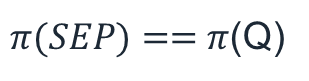 π(SEP) == π(Q)